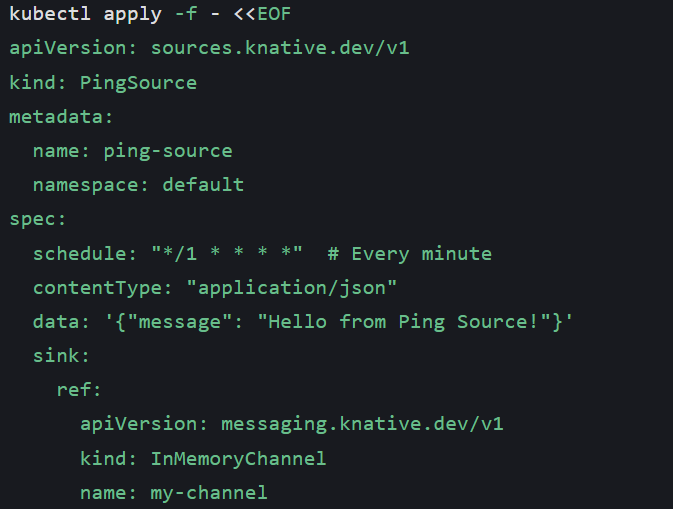 kubectl apply -f - <<EOF
apiVersion: sources.knative.dev/v1
kind: PingSource
metadata:
  name: ping-source
  namespace: default
spec:
  schedule: "*/1 * * * *"  # Every minute
  contentType: "application/json"
  data: '{"message": "Hello from Ping Source!"}'
  sink:
    ref:
      apiVersion: messaging.knative.dev/v1
      kind: InMemoryChannel
      name: my-channel